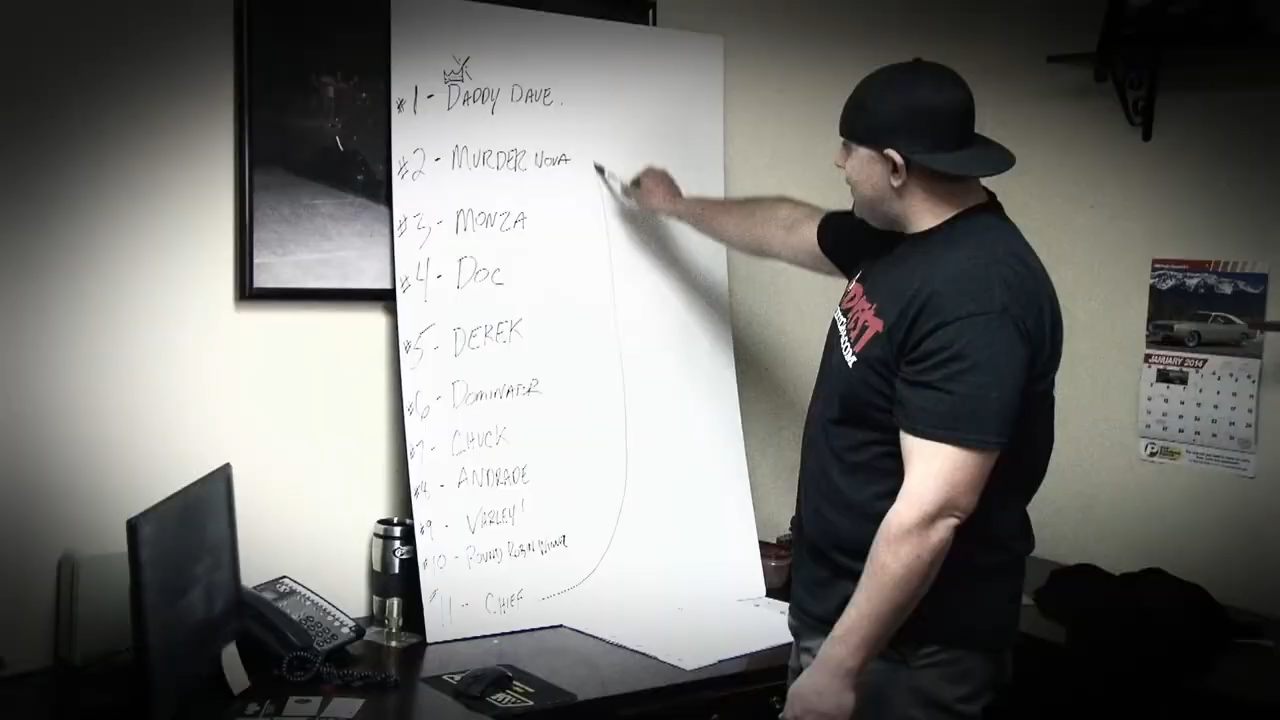 #1 - DADDY DAVE.
#2 - MURDER NOVA
#3 - MONZA
#4 - DOC
#5 - DEREK
#6 - DOMINATOR
#7 - CHUCK
#8 - ANDRADE
#9 - VARLEY
#10 - ROUND ROBIN WINNER
#11 - CHIEF
JANUARY 2014